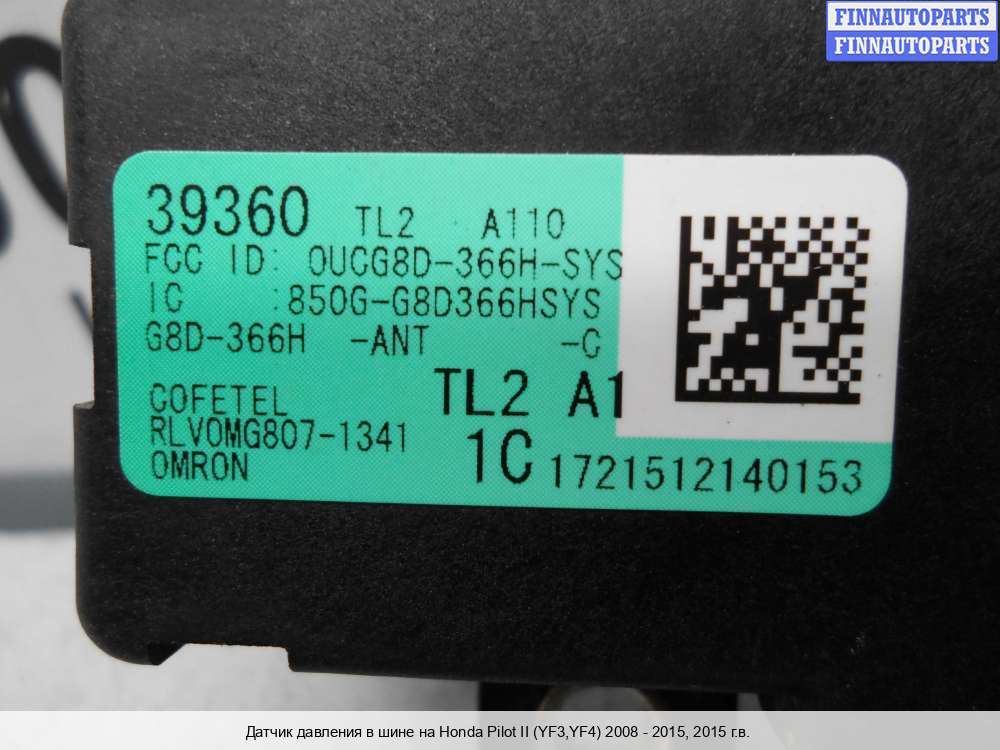 FINNAUTOPARTS
FINNAUTOPARTS
39360 TL2 A110
FCC ID: OUCG8D-366H-SYS
IC :850G-G8D366HSYS
G8D-366H -ANT -C
COFETEL TL2 A1
RLVOMG807-1341
OMRON 1C 1721512140153
Датчик давления в шине на Honda Pilot II (YF3,YF4) 2008 - 2015, 2015 г.в.